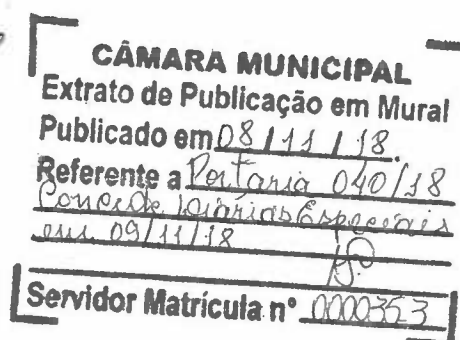 CÂMARA MUNICIPAL
Extrato de Publicação em Mural
Publicado em 08/11/18.
Referente a Portaria 040/18
Concede Diárias Especiais
em 09/11/18
Servidor Matrícula nº 0000353